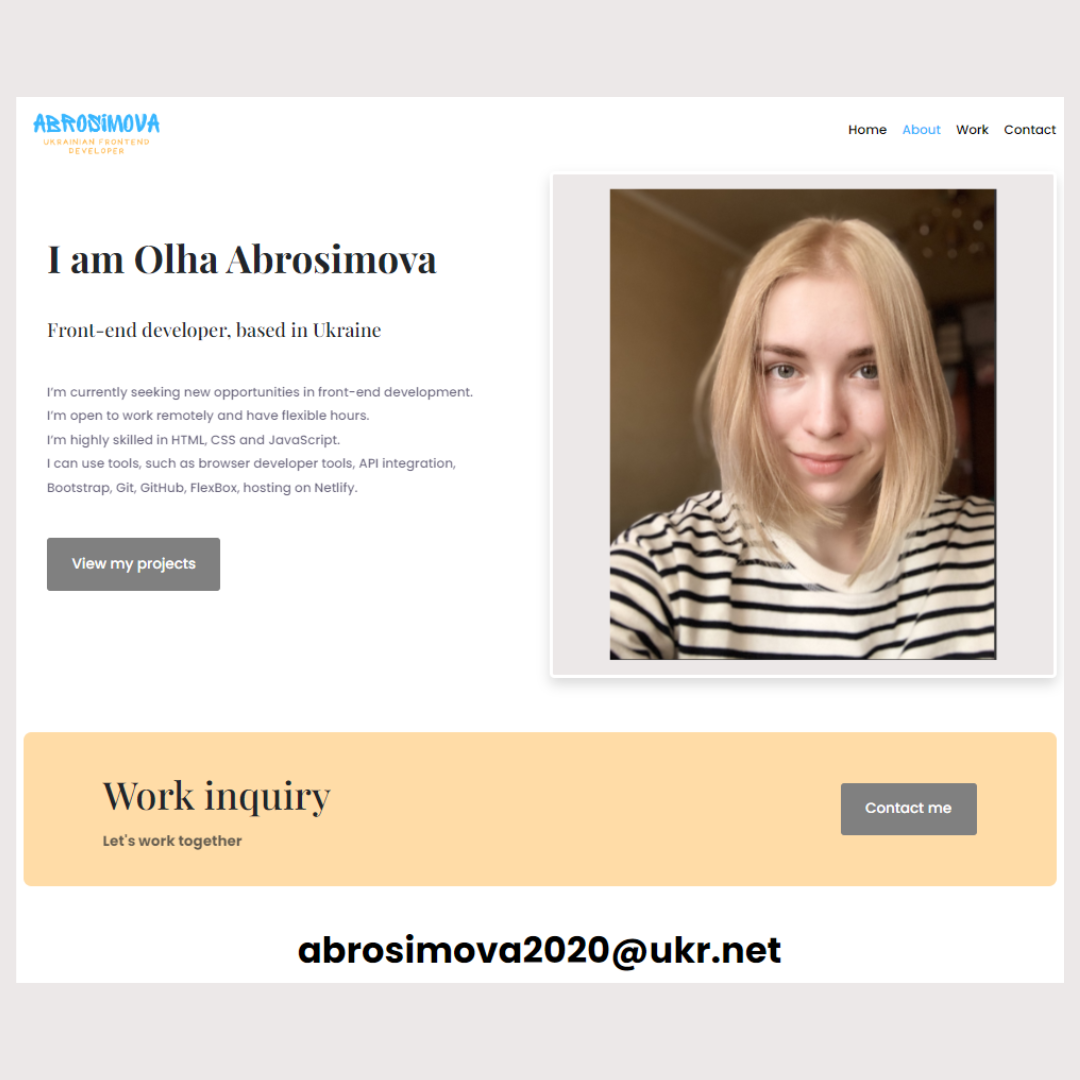 ABROSiMOVA
UKRAINIAN FRONTEND
DEVELOPER
Home About Work Contact
I am Olha Abrosimova
Front-end developer, based in Ukraine
I'm currently seeking new opportunities in front-end development.
I'm open to work remotely and have flexible hours.
I'm highly skilled in HTML, CSS and JavaScript.
I can use tools, such as browser developer tools, API integration,
Bootstrap, Git, GitHub, FlexBox, hosting on Netlify.
View my projects
Work inquiry
Let's work together
Contact me
abrosimova2020@ukr.net